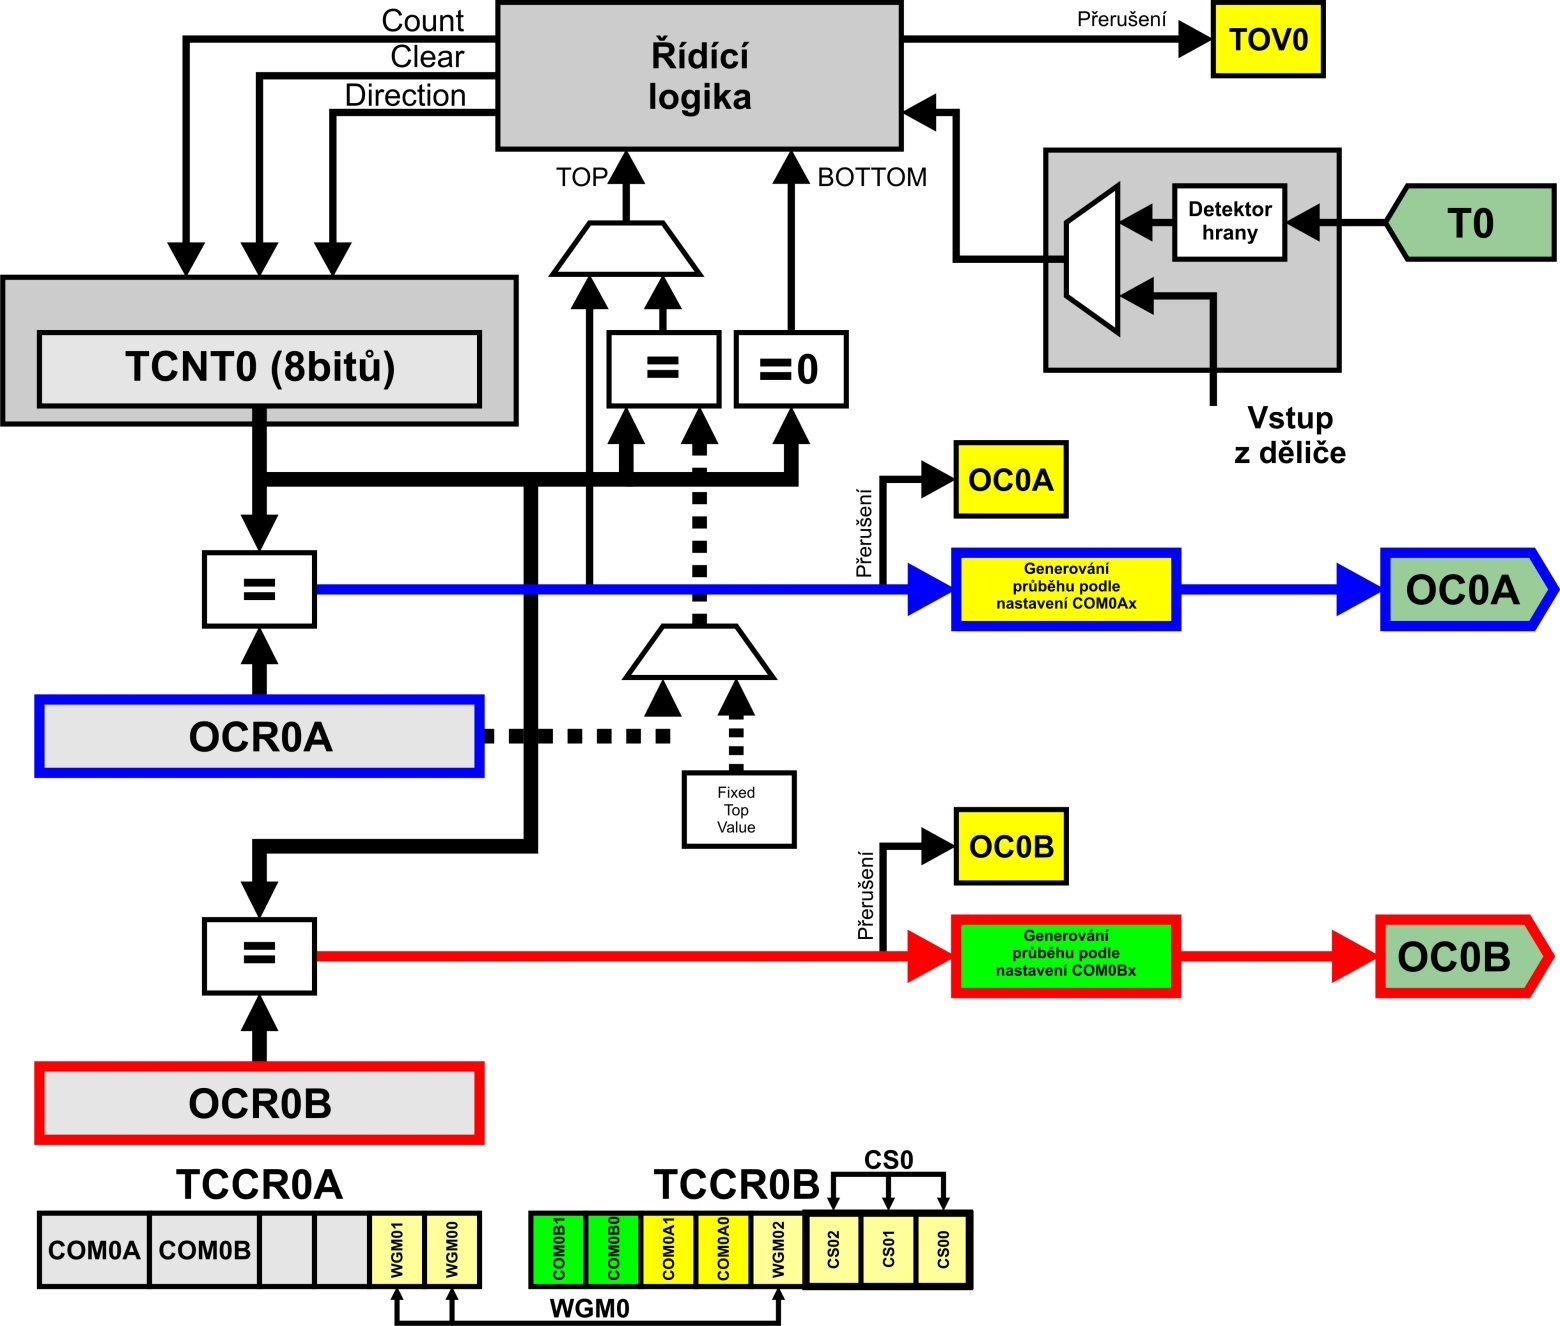 Count
Clear
Direction
Řídící
logika
Přerušení
TOV0
TOP
BOTTOM
Detektor
hrany
T0
TCNT0 (8bitů)
=
=0
Vstup
z děliče
Přerušení
OC0A
=
Generování
průběhu podle
nastavení COM0Ax
OC0A
OCR0A
Fixed
Top
Value
Přerušení
OC0B
=
Generování
průběhu podle
nastavení COM0Bx
OC0B
OCR0B
TCCR0A
TCCR0B
CS0
COM0A
COM0B
WGM01
WGM00
COM0B1
COM0B0
COM0A1
COM0A0
WGM02
CS02
CS01
CS00
WGM0